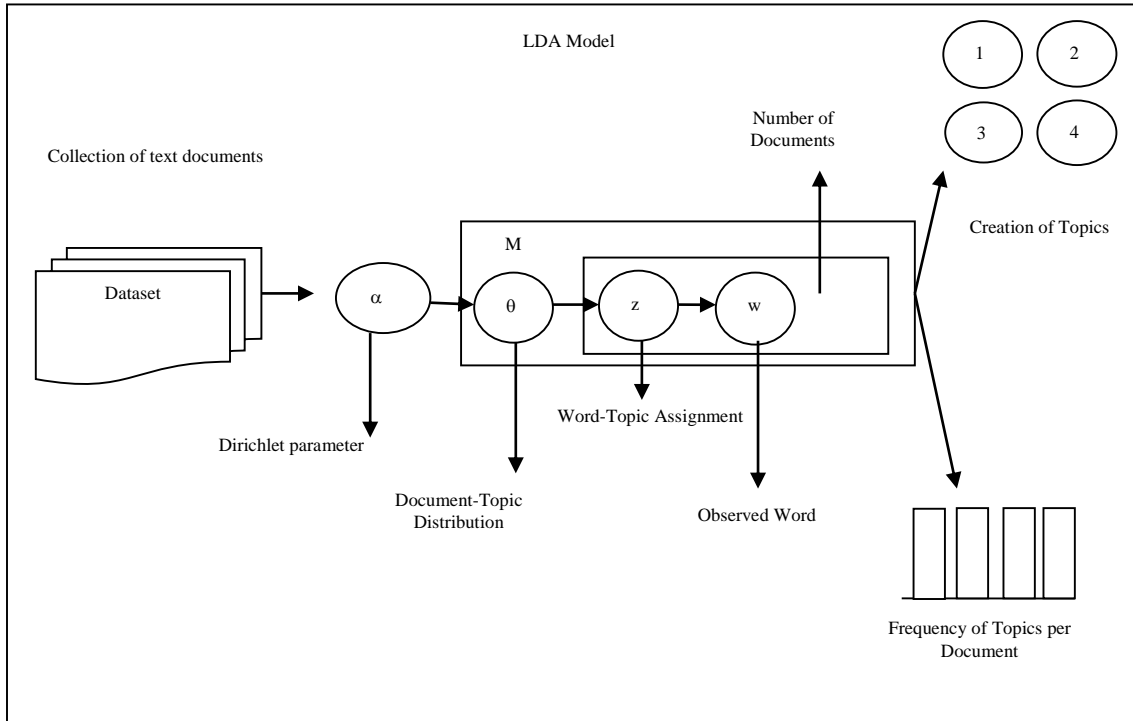 LDA Model
1
2
3
4
Number of
Documents
Collection of text documents
Creation of Topics
M
Dataset
α
θ
z
w
Word-Topic Assignment
Dirichlet parameter
Document-Topic
Distribution
Observed Word
Frequency of Topics per
Document